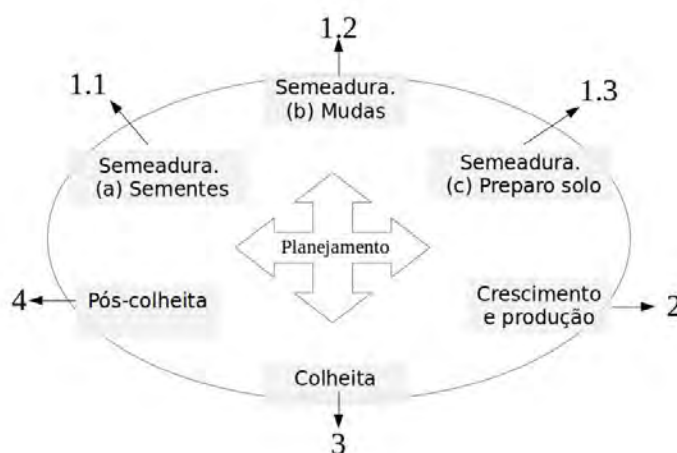 1.2
Semeadura.
(b) Mudas
1.1
Semeadura.
(a) Sementes
1.3
Semeadura.
(c) Preparo solo
Planejamento
4
Pós-colheita
Crescimento
e produção
2
Colheita
3